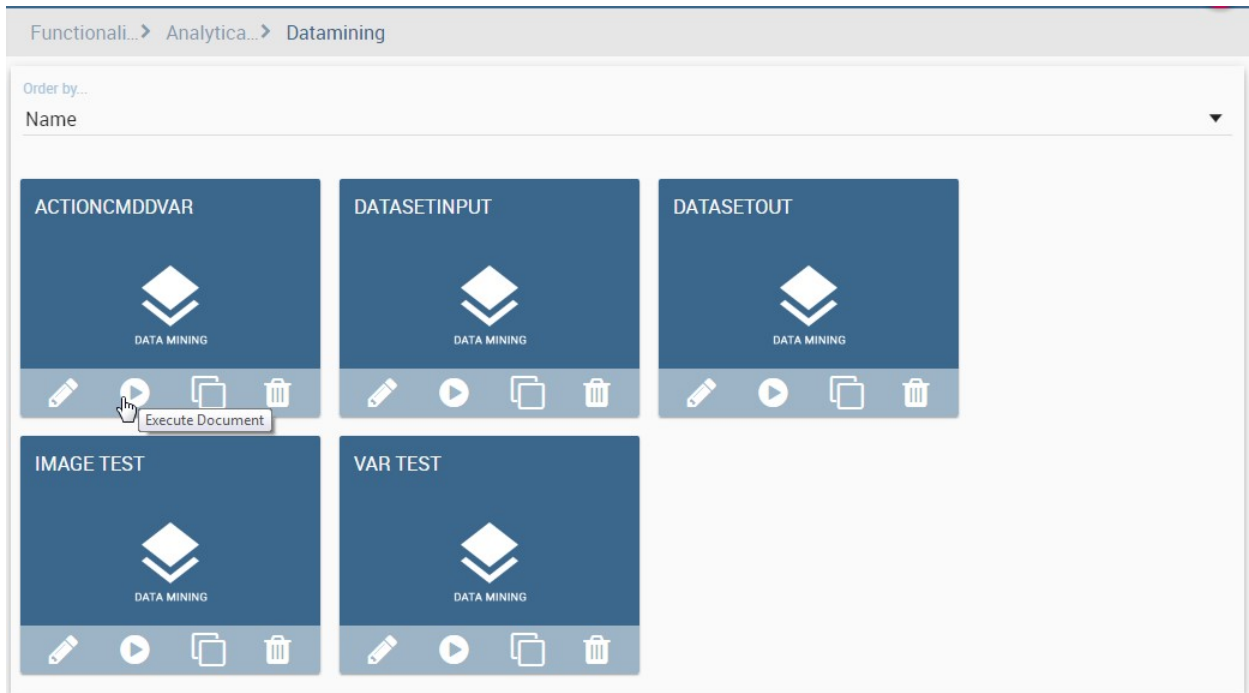 Functionali...> Analytica...> Datamining
Order by...
Name
ACTIONCMDDVAR
DATA MINING
DATASETINPUT
DATA MINING
DATASETOUT
DATA MINING
Execute Document
IMAGE TEST
DATA MINING
VAR TEST
DATA MINING